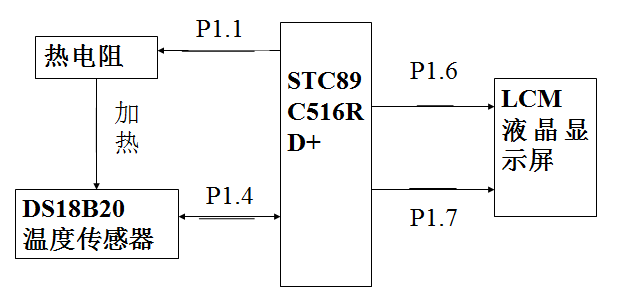 热电阻
P1.1
加
热
DS18B20
温度传感器
P1.4
STC89
C516R
D+
P1.6
P1.7
LCM
液晶显
示屏